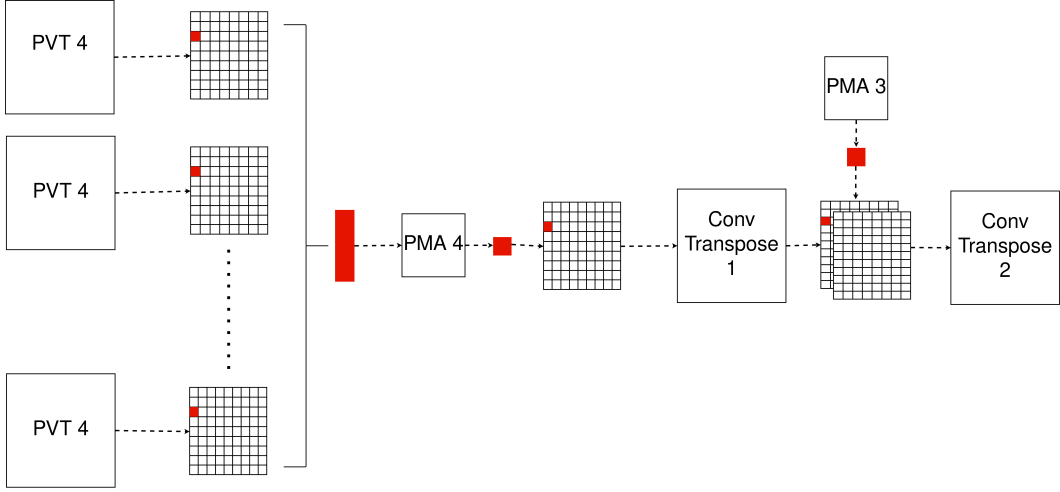 PVT 4
PVT 4
PVT 4
PMA 4
Conv
Transpose
1
PMA 3
Conv
Transpose
2